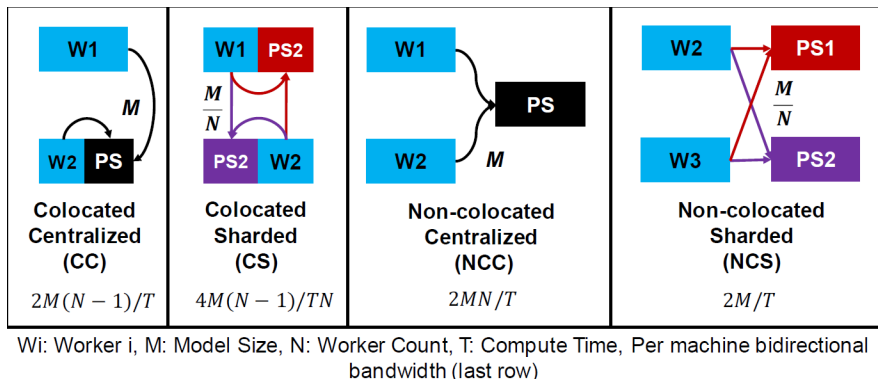 W1
M
W2 PS
Colocated
Centralized
(CC)
2M(N − 1)/T
W1 PS2
M
N
PS2 W2
Colocated
Sharded
(CS)
4M(N − 1)/TN
W1
PS
W2
M
Non-colocated
Centralized
(NCC)
2MN/T
W2 PS1
M
N
W3 PS2
Non-colocated
Sharded
(NCS)
2M/T
Wi: Worker i, M: Model Size, N: Worker Count, T: Compute Time, Per machine bidirectional
bandwidth (last row)